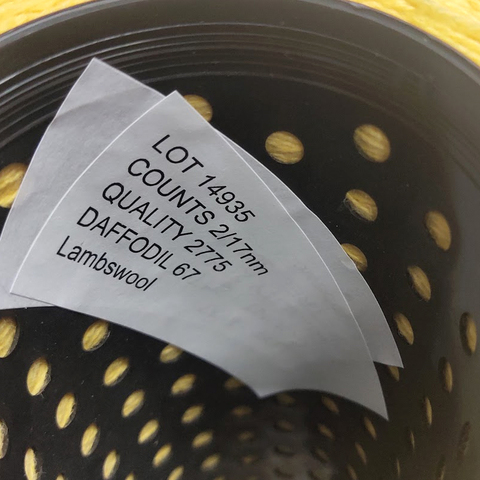 LOT 14935
COUNTS 2/17nm
QUALITY 2775
DAFFODIL 67
Lambswool